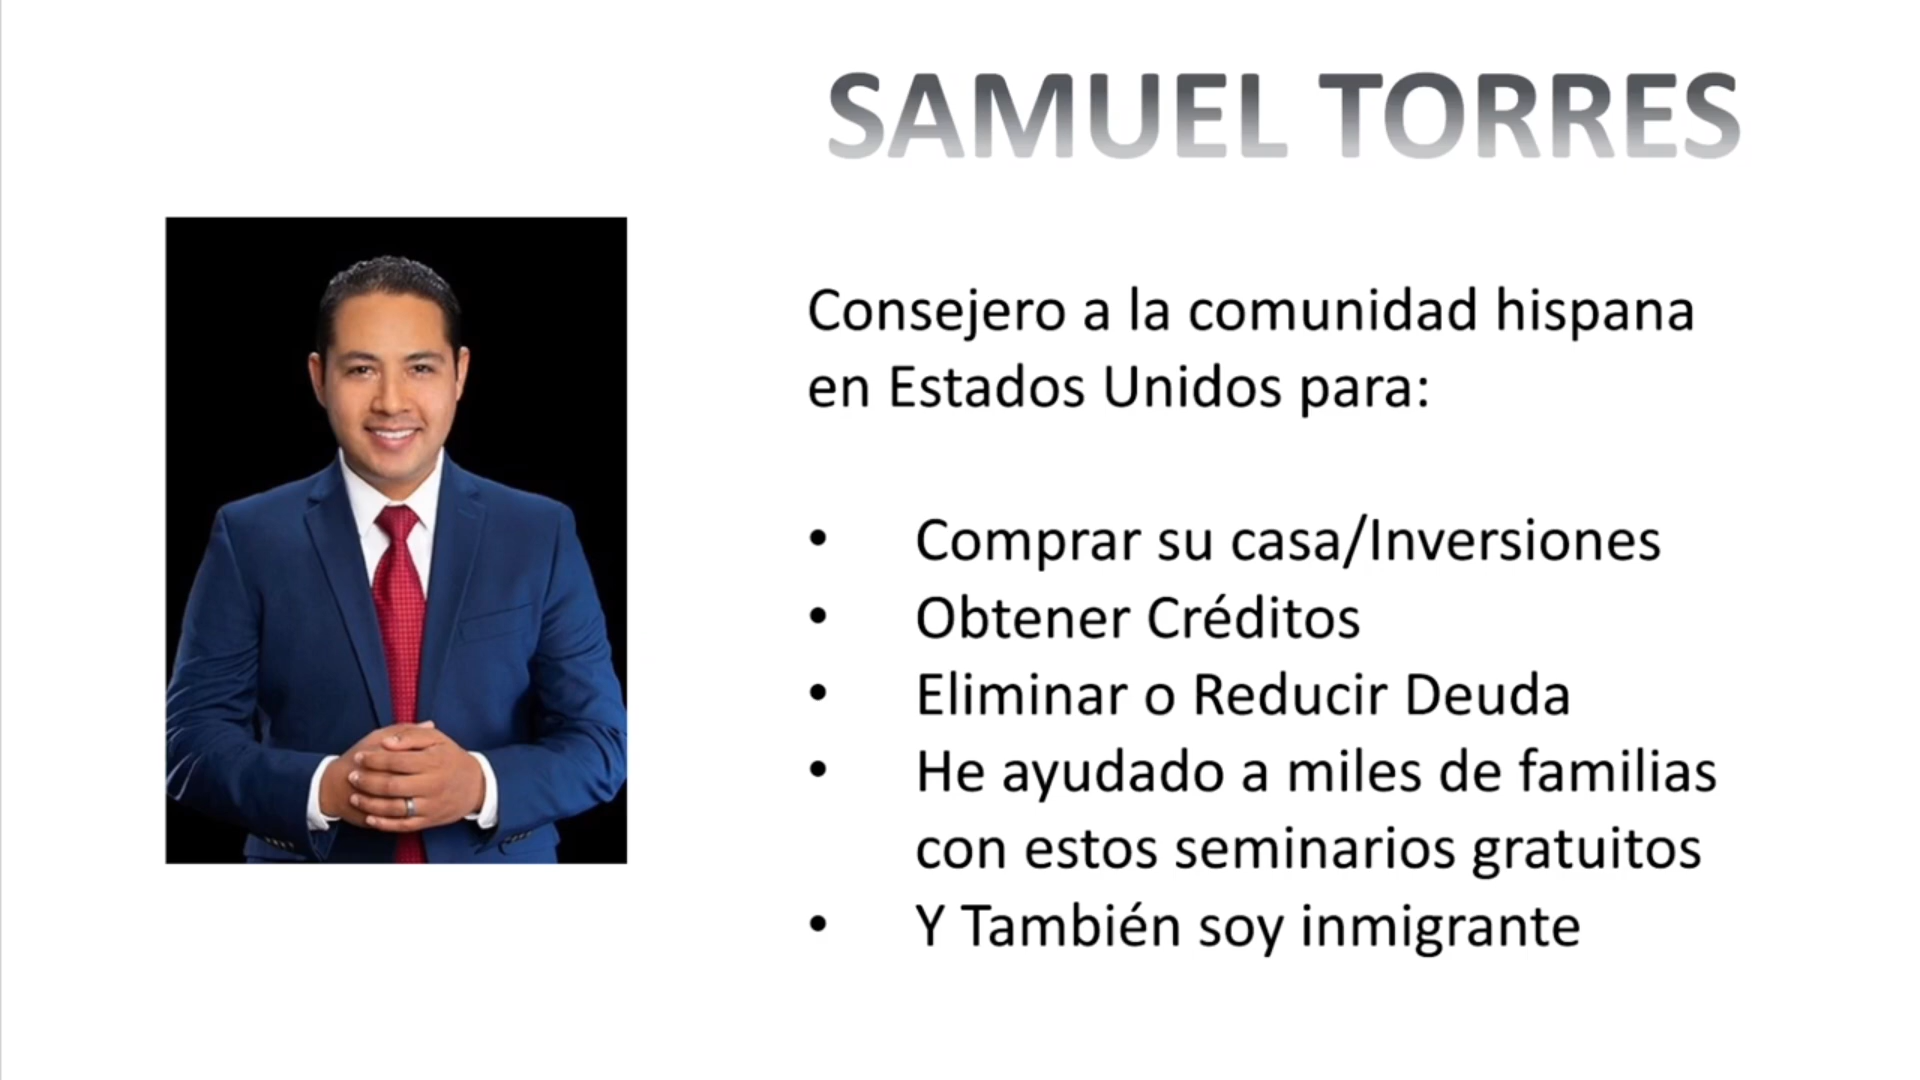 SAMUEL TORRES
Consejero a la comunidad hispana
en Estados Unidos para:
• Comprar su casa/Inversiones
• Obtener Créditos
• Eliminar o Reducir Deuda
• He ayudado a miles de familias
con estos seminarios gratuitos
• Y También soy inmigrante